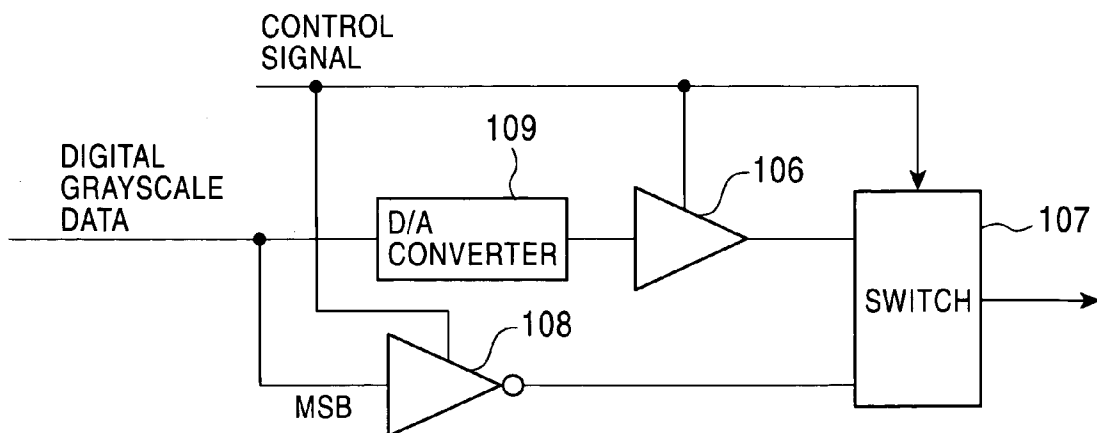 CONTROL
SIGNAL
109
DIGITAL
GRAYSCALE
DATA
106
D/A
CONVERTER
107
SWITCH
108
MSB